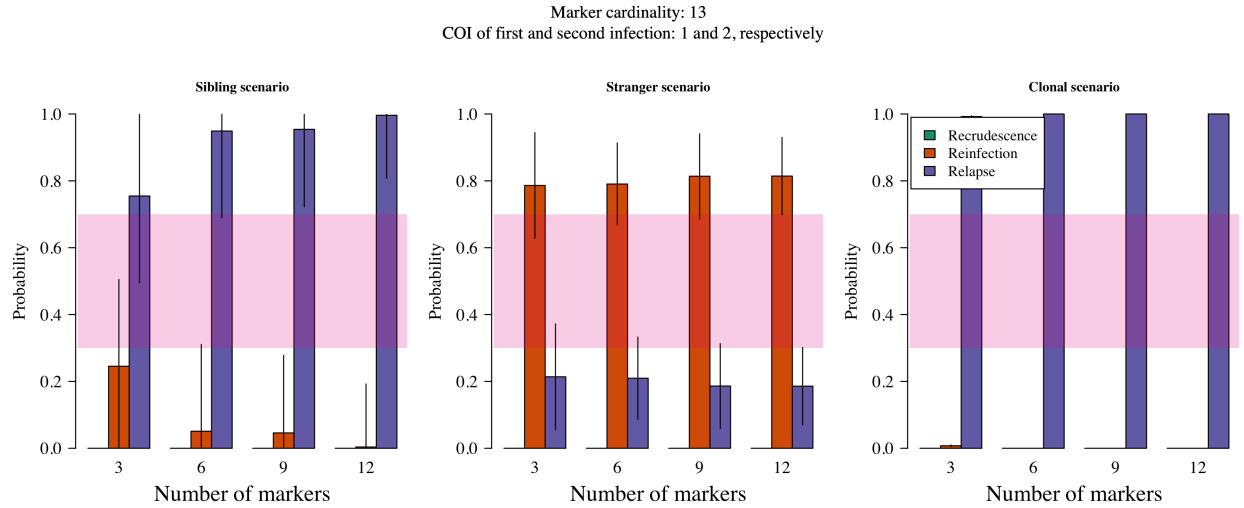 Marker cardinality: 13
COI of first and second infection: 1 and 2, respectively
Sibling scenario
Probability
1.0
0.8
0.6
0.4
0.2
0.0
3 6 9 12
Number of markers
Stranger scenario
Probability
1.0
0.8
0.6
0.4
0.2
0.0
3 6 9 12
Number of markers
Clonal scenario
Probability
1.0
0.8
0.6
0.4
0.2
0.0
Recrudescence
Reinfection
Relapse
3 6 9 12
Number of markers